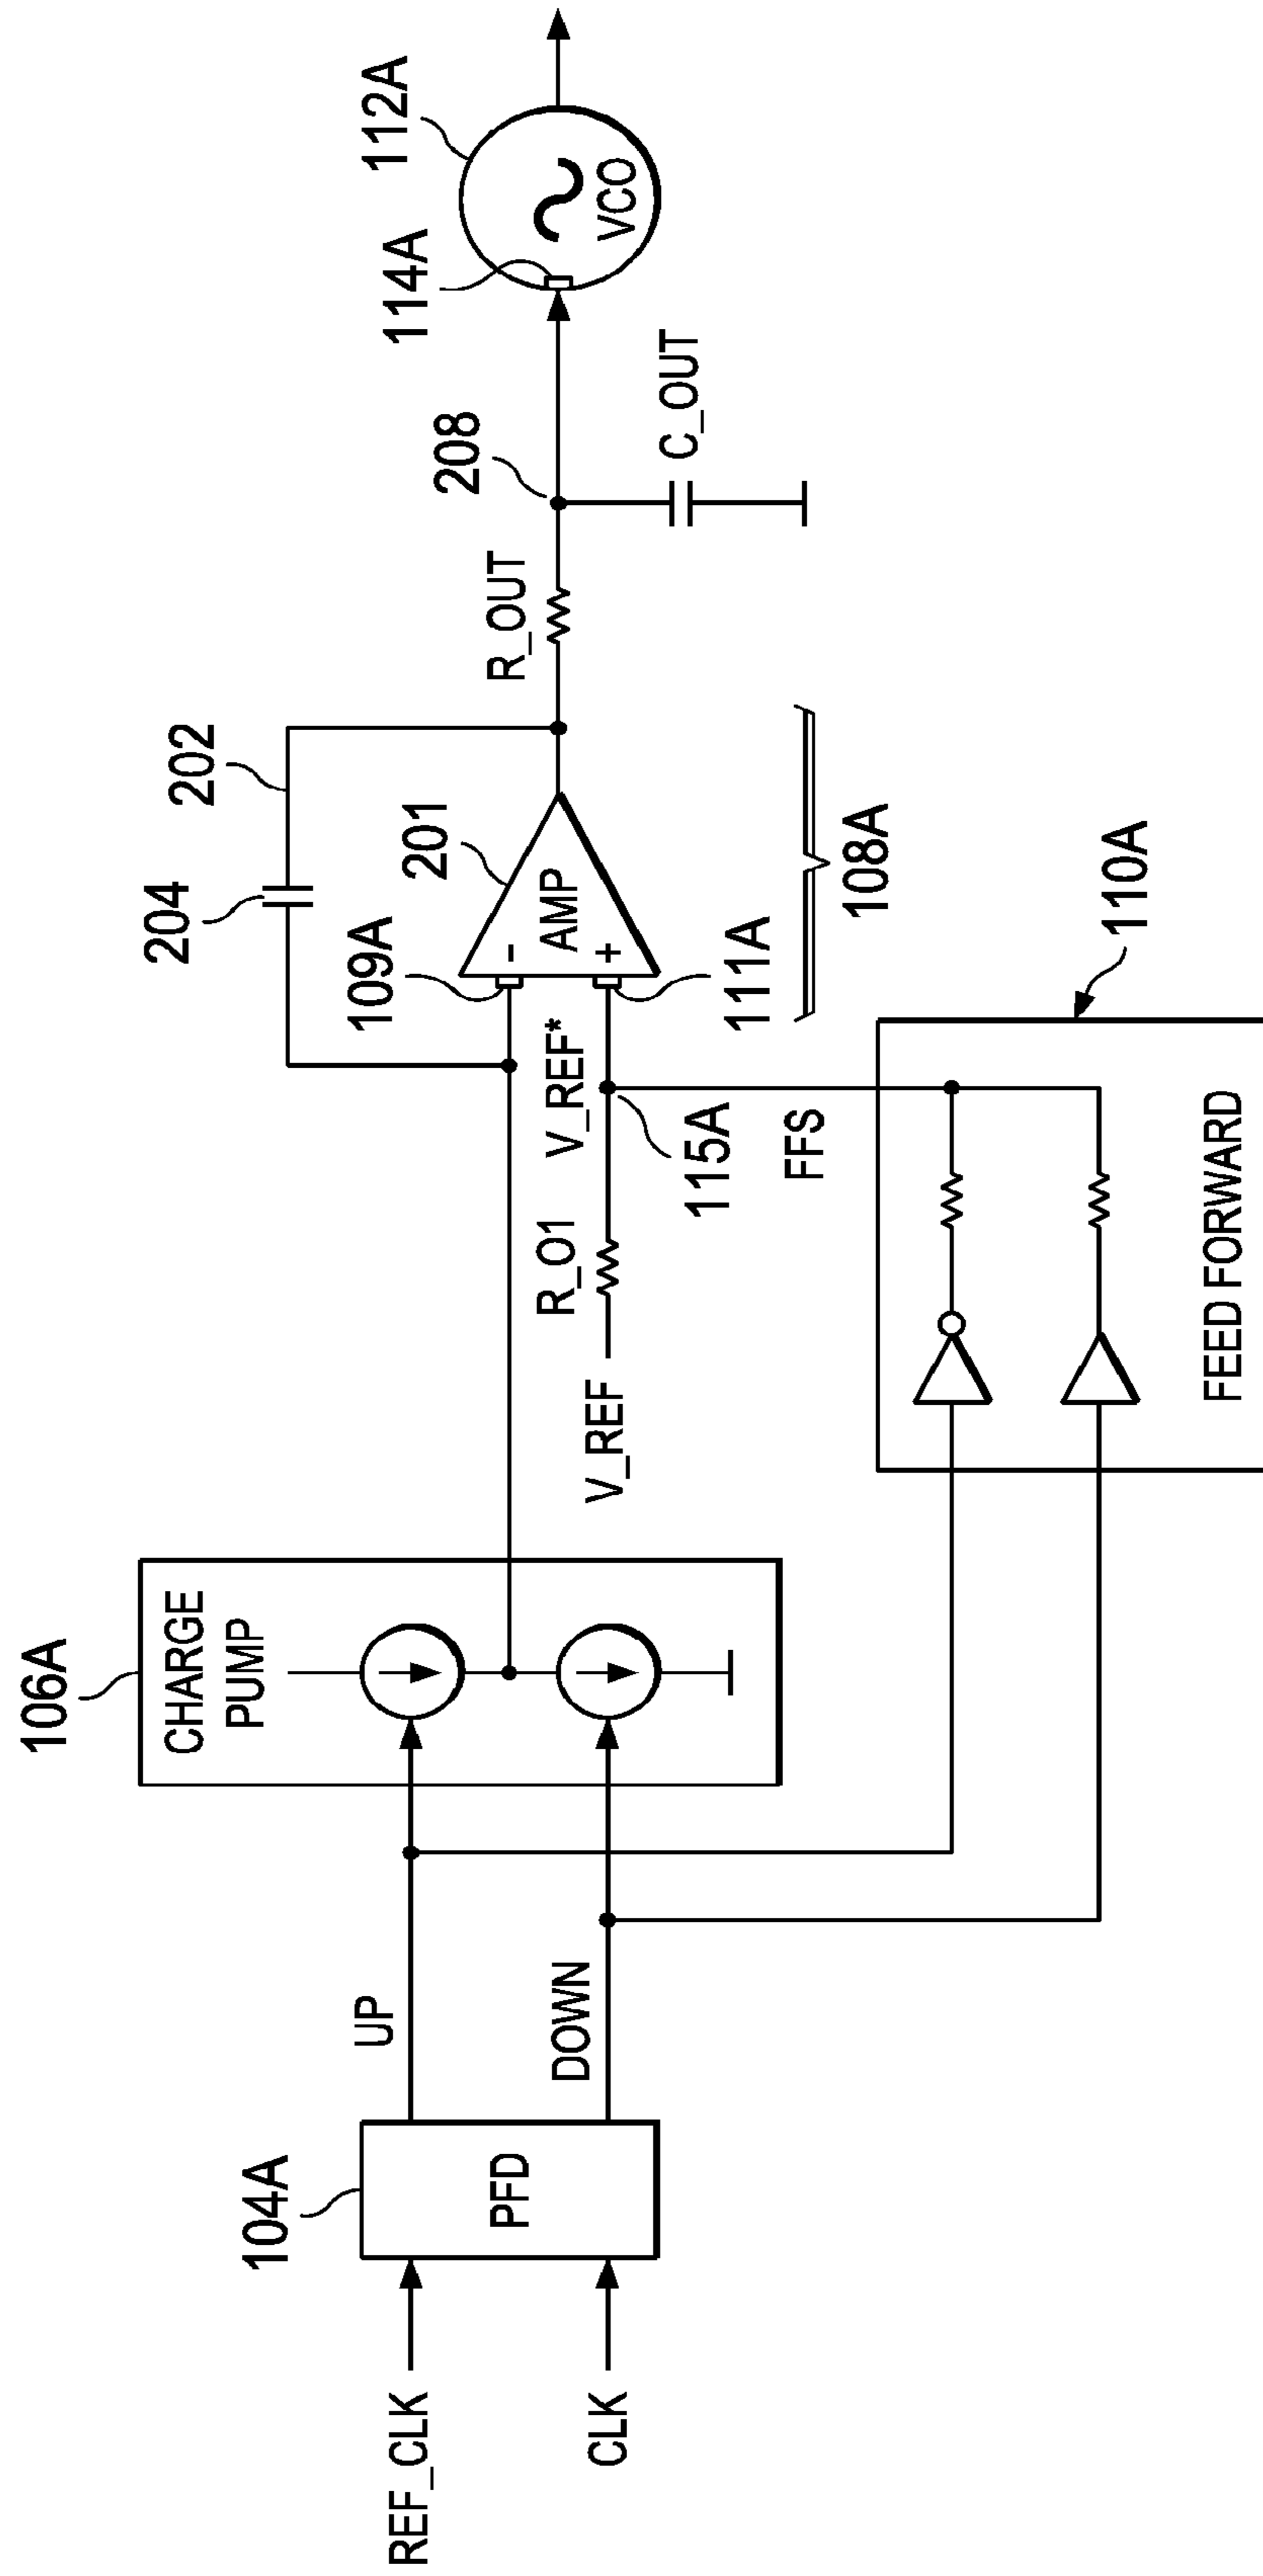 REF_CLK
CLK
104A
PFD
UP
DOWN
106A
CHARGE
PUMP
V_REF
R_O1
V_REF*
115A
FFS
109A
111A
204
202
201
-
AMP
+
108A
110A
FEED FORWARD
R_OUT
208
C_OUT
114A
112A
VCO